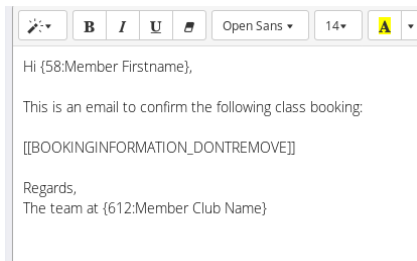 B I U Open Sans 14 A
Hi {58:Member Firstname},
This is an email to confirm the following class booking:
[[BOOKINGINFORMATION_DONTREMOVE]]
Regards,
The team at {612:Member Club Name}